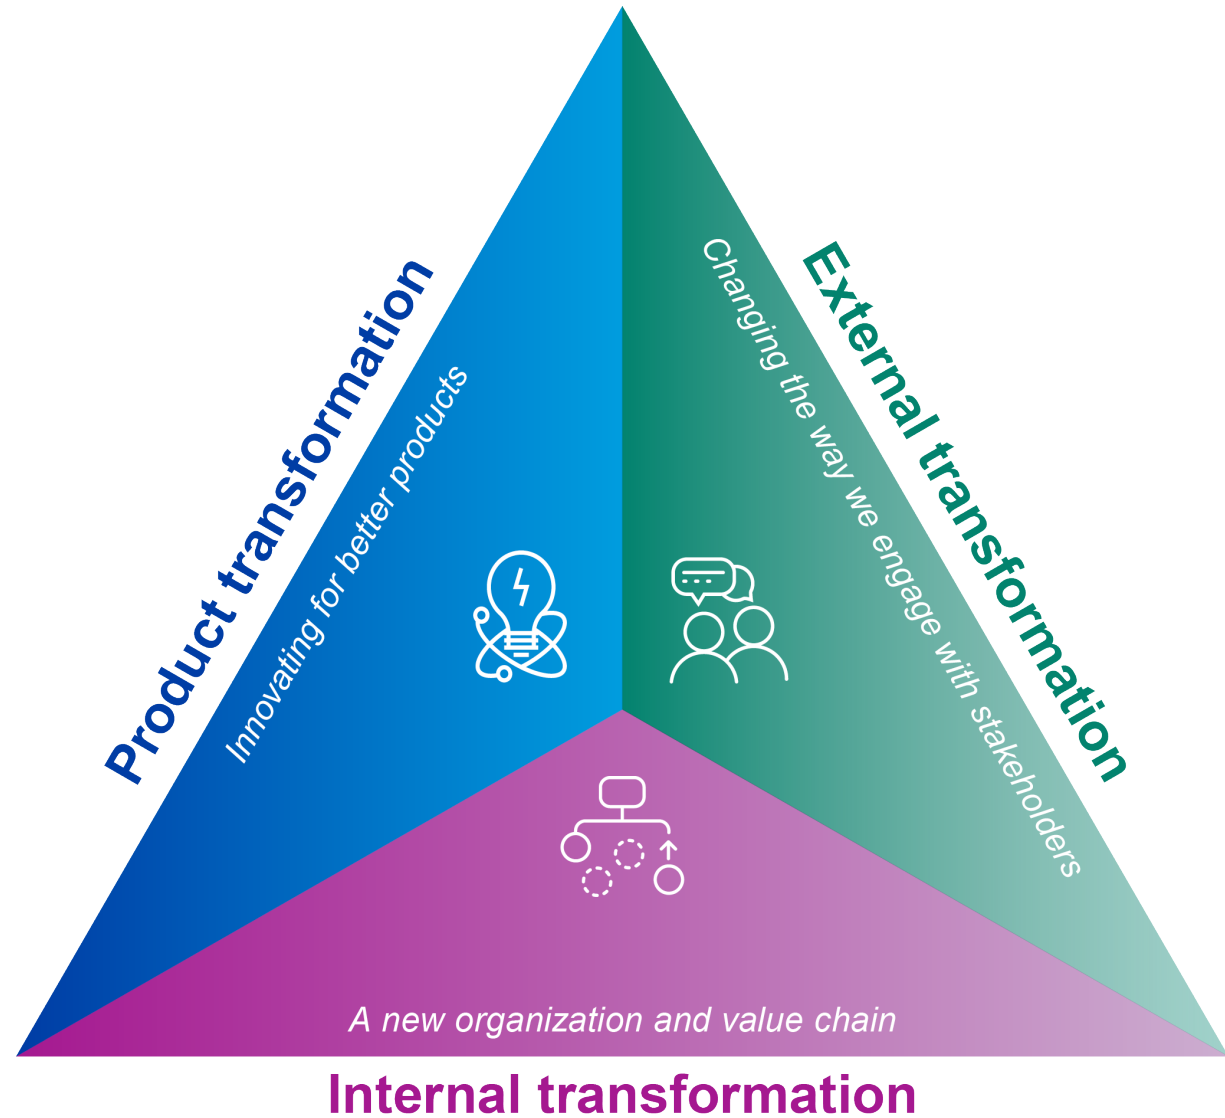 Product transformation
Innovating for better products
External transformation
Changing the way we engage with stakeholders
A new organization and value chain
Internal transformation